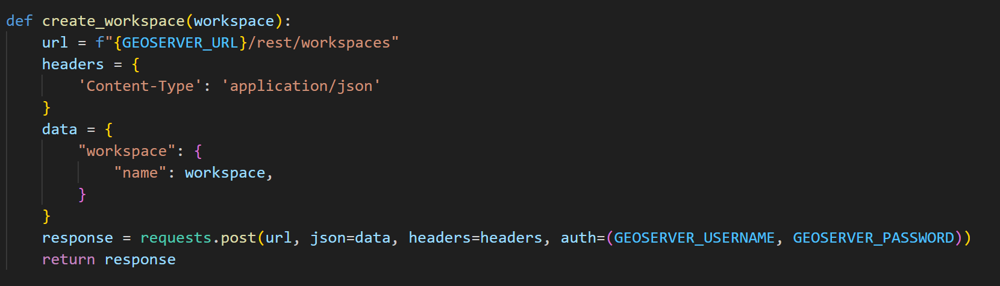 def create_workspace(workspace):
    url = f"{GEOSERVER_URL}/rest/workspaces"
    headers = {
        'Content-Type': 'application/json'
    }
    data = {
        "workspace": {
            "name": workspace,
        }
    }
    response = requests.post(url, json=data, headers=headers, auth=(GEOSERVER_USERNAME, GEOSERVER_PASSWORD))
    return response